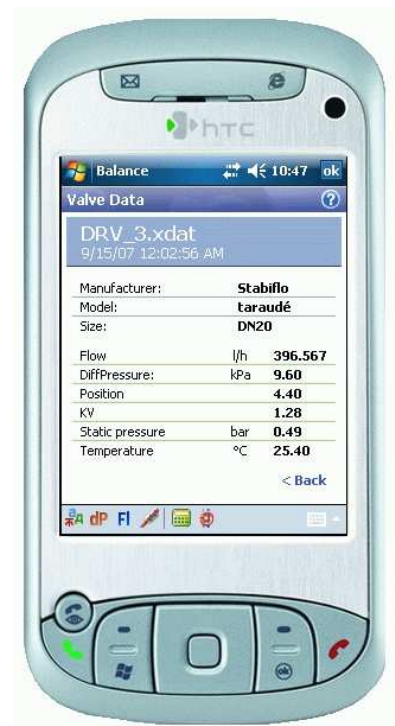 htc
Balance 10:47 ok
Valve Data ?
DRV_3.xdat
9/15/07 12:02:56 AM
Manufacturer: Stabiflo
Model: taraudé
Size: DN20
Flow l/h 396.567
DiffPressure: kPa 9.60
Position 4.40
KV 1.28
Static pressure bar 0.49
Temperature °C 25.40
< Back
dP Fl
ok